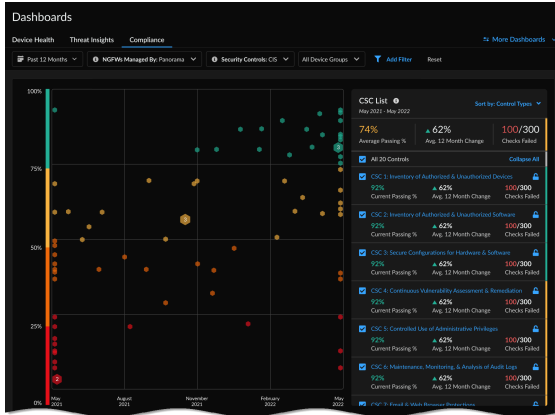 Dashboards
Device Health Threat Insights Compliance
More Dashboards
Past 12 Months NGFWs Managed By: Panorama Security Controls: CIS All Device Groups Add Filter Reset
100%
75%
50%
25%
0%
3
3
2
May 2021
August 2021
November 2021
February 2022
May 2022
CSC List
Sort by: Control Types
May 2021 - May 2022
74% 62% 100/300
Average Passing % Avg. 12 Month Change Checks Failed
All 20 Controls Collapse All
CSC 1: Inventory of Authorized & Unauthorized Devices
92% 62% 100/300
Current Passing % Avg. 12 Month Change Checks Failed
CSC 2: Inventory of Authorized & Unauthorized Software
92% 62% 100/300
Current Passing % Avg. 12 Month Change Checks Failed
CSC 3: Secure Configurations for Hardware & Software
92% 62% 100/300
Current Passing % Avg. 12 Month Change Checks Failed
CSC 4: Continuous Vulnerability Assessment & Remediation
92% 62% 100/300
Current Passing % Avg. 12 Month Change Checks Failed
CSC 5: Controlled Use of Administrative Privileges
92% 62% 100/300
Current Passing % Avg. 12 Month Change Checks Failed
CSC 6: Maintenance, Monitoring, & Analysis of Audit Logs
92% 62% 100/300
Current Passing % Avg. 12 Month Change Checks Failed
CSC 7: Email & Web Browser Protections